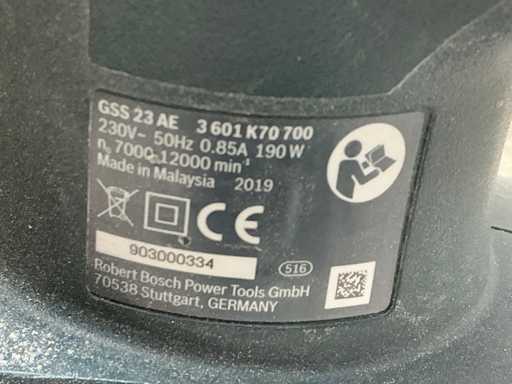 GSS 23 AE 3 601 K70 700
230V~ 50Hz 0.85A 190W
n₀ 7000-12000 min⁻¹
Made in Malaysia 2019
CE
903000334
516
Robert Bosch Power Tools GmbH
70538 Stuttgart, GERMANY